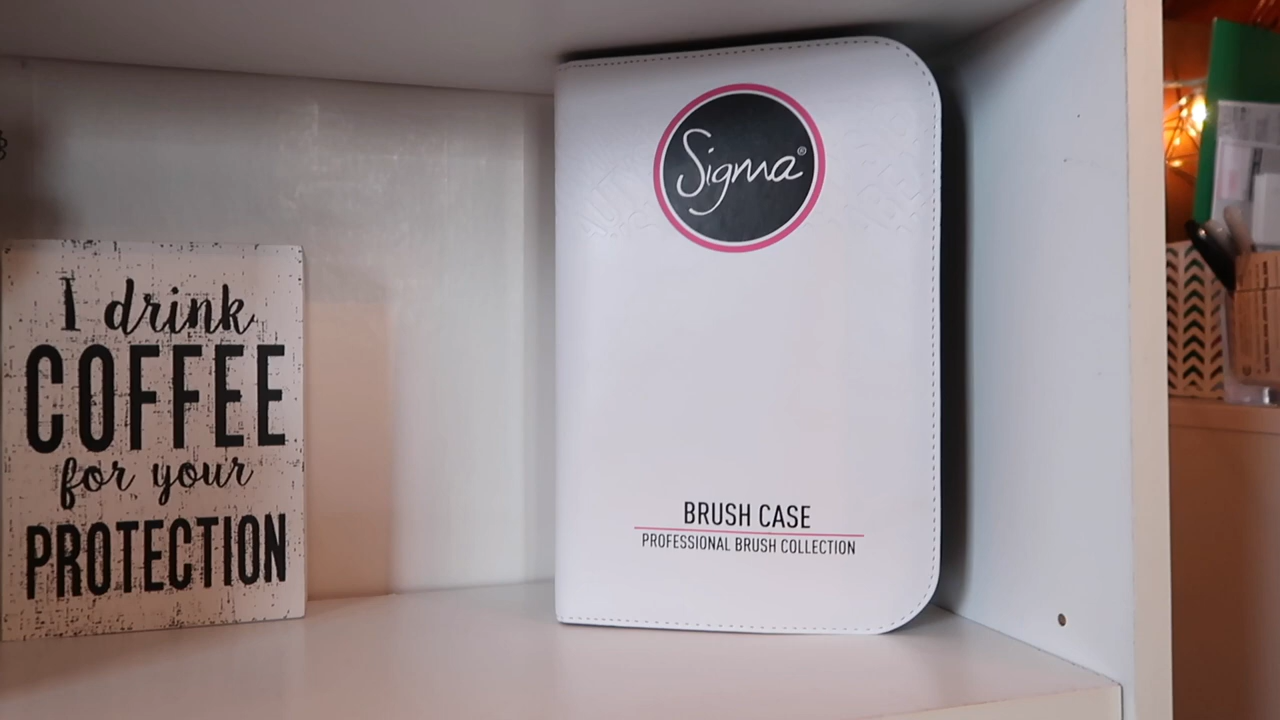 I drink
COFFEE
for your
PROTECTION
Sigma®
BRUSH CASE
PROFESSIONAL BRUSH COLLECTION